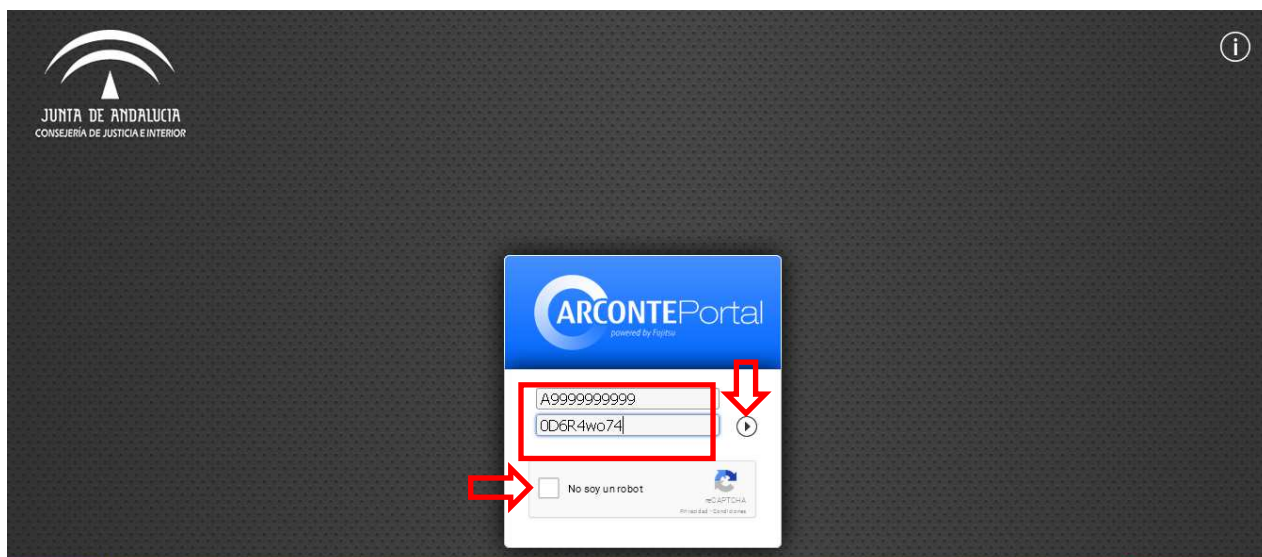 JUNTA DE ANDALUCIA
CONSEJERÍA DE JUSTICIA E INTERIOR
i
ARCONTEPortal
powered by Fujitsu
A9999999999
0D6R4wo74
No soy un robot
reCAPTCHA
Privacidad - Condiciones